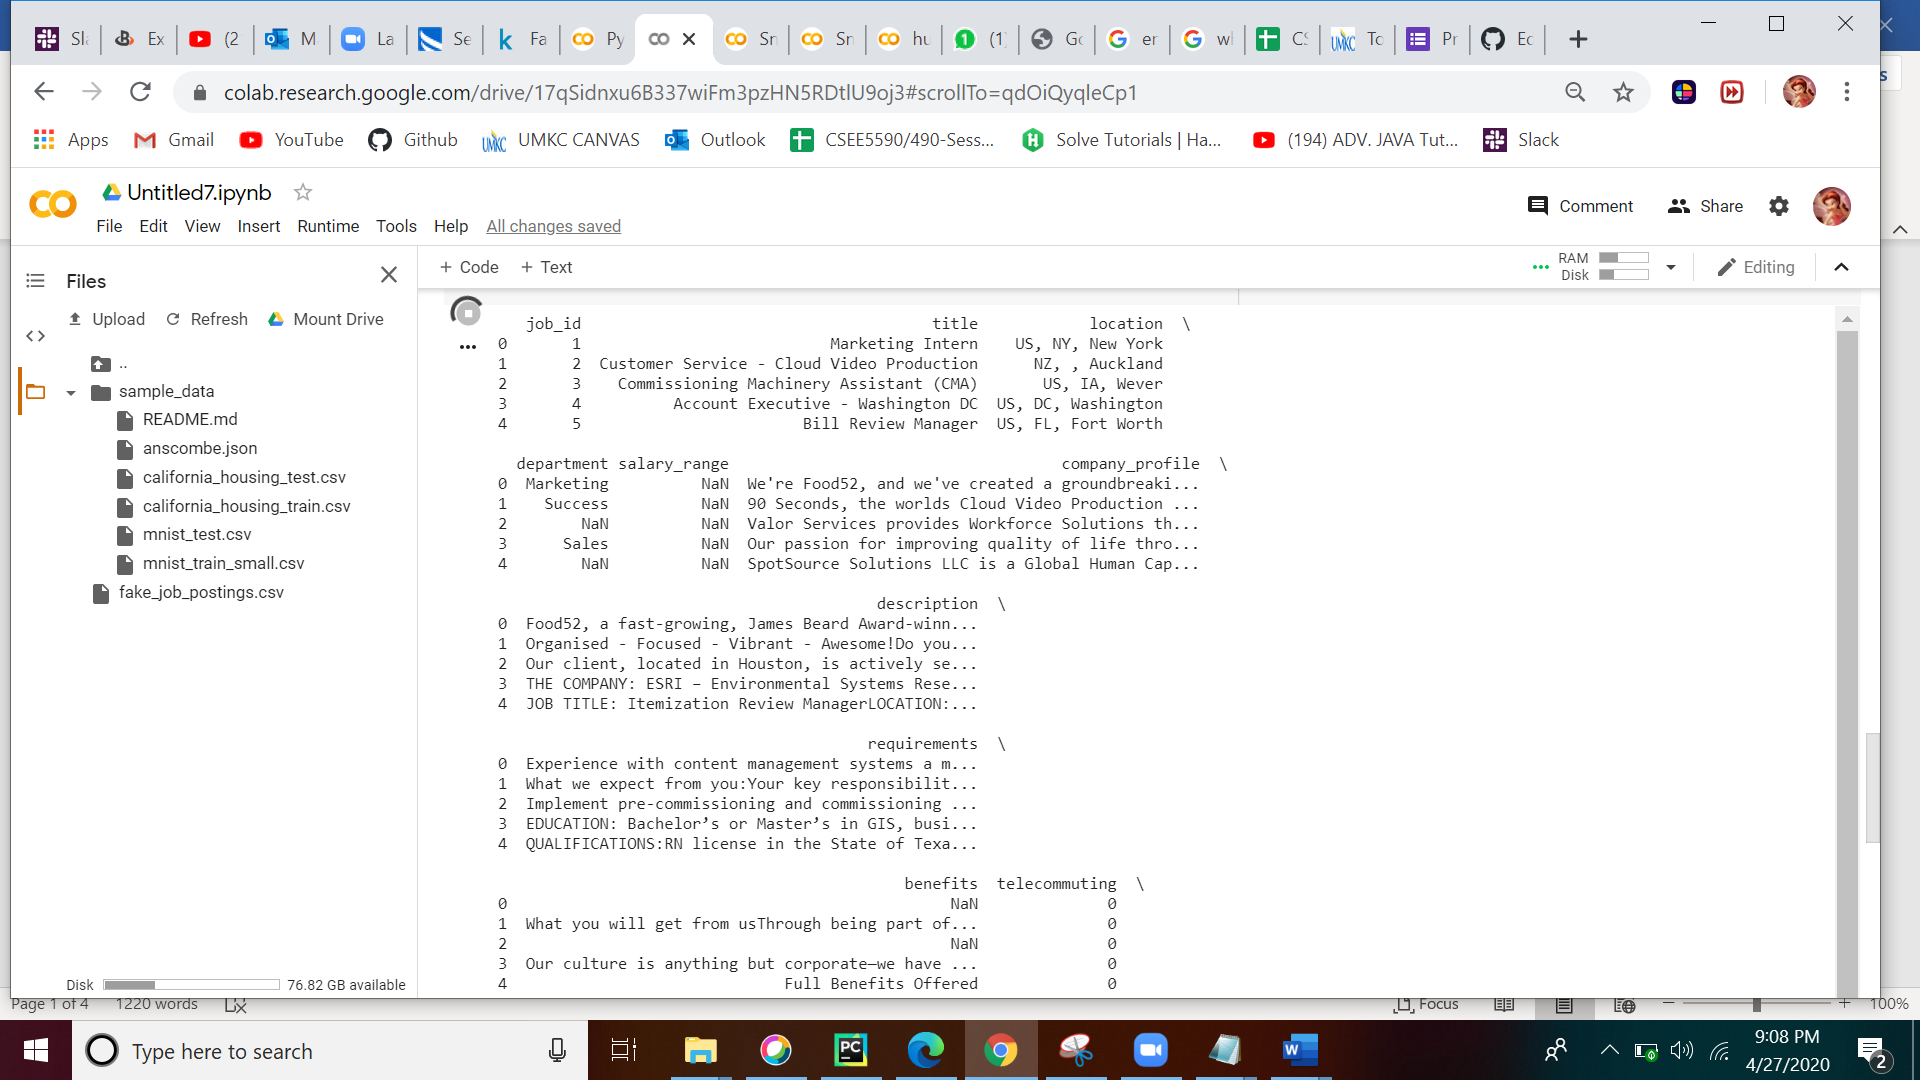 Sla
Ex
(2
M
La
Se
Fa
Py
Sn
Sn
hu
(1)
Go
er
wl
CS
To
Pr
Ec
colab.research.google.com/drive/17qSidnxu6B337wiFm3pzHN5RDtlU9oj3#scrollTo=qdOiQyqleCp1
Apps Gmail YouTube Github UMKC CANVAS Outlook CSEE5590/490-Sess... Solve Tutorials | Ha... (194) ADV. JAVA Tut... Slack
Untitled7.ipynb
Comment Share
File Edit View Insert Runtime Tools Help All changes saved
Files
+ Code + Text
RAM
Disk
Editing
Upload Refresh Mount Drive
..
sample_data
README.md
anscombe.json
california_housing_test.csv
california_housing_train.csv
mnist_test.csv
mnist_train_small.csv
fake_job_postings.csv
Disk 76.82 GB available
job_id title location \
0 1 Marketing Intern US, NY, New York
1 2 Customer Service - Cloud Video Production NZ, , Auckland
2 3 Commissioning Machinery Assistant (CMA) US, IA, Wever
3 4 Account Executive - Washington DC US, DC, Washington
4 5 Bill Review Manager US, FL, Fort Worth
department salary_range company_profile \
0 Marketing NaN We're Food52, and we've created a groundbreaki...
1 Success NaN 90 Seconds, the worlds Cloud Video Production ...
2 NaN NaN Valor Services provides Workforce Solutions th...
3 Sales NaN Our passion for improving quality of life thro...
4 NaN NaN SpotSource Solutions LLC is a Global Human Cap...
description \
0 Food52, a fast-growing, James Beard Award-winn...
1 Organised - Focused - Vibrant - Awesome!Do you...
2 Our client, located in Houston, is actively se...
3 THE COMPANY: ESRI – Environmental Systems Rese...
4 JOB TITLE: Itemization Review ManagerLOCATION:...
requirements \
0 Experience with content management systems a m...
1 What we expect from you:Your key responsibilit...
2 Implement pre-commissioning and commissioning ...
3 EDUCATION: Bachelor’s or Master’s in GIS, busi...
4 QUALIFICATIONS:RN license in the State of Texa...
benefits telecommuting \
0 NaN 0
1 What you will get from usThrough being part of... 0
2 NaN 0
3 Our culture is anything but corporate—we have ... 0
4 Full Benefits Offered 0
Page 1 of 4 1220 words
Focus
100%
Type here to search
9:08 PM
4/27/2020
2